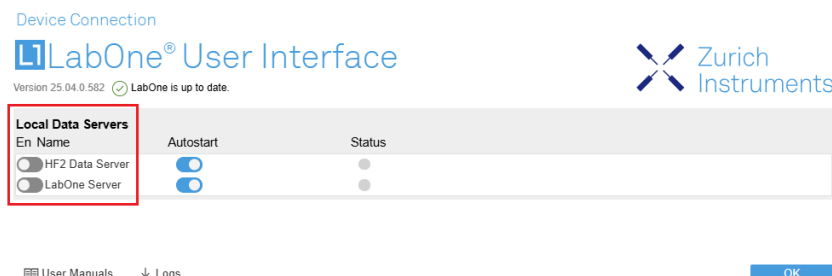 Device Connection
L1 LabOne® User Interface
Zurich
Instruments
Version 25.04.0.582 LabOne is up to date.
Local Data Servers
En Name Autostart Status
HF2 Data Server
LabOne Server
User Manuals Logs
OK